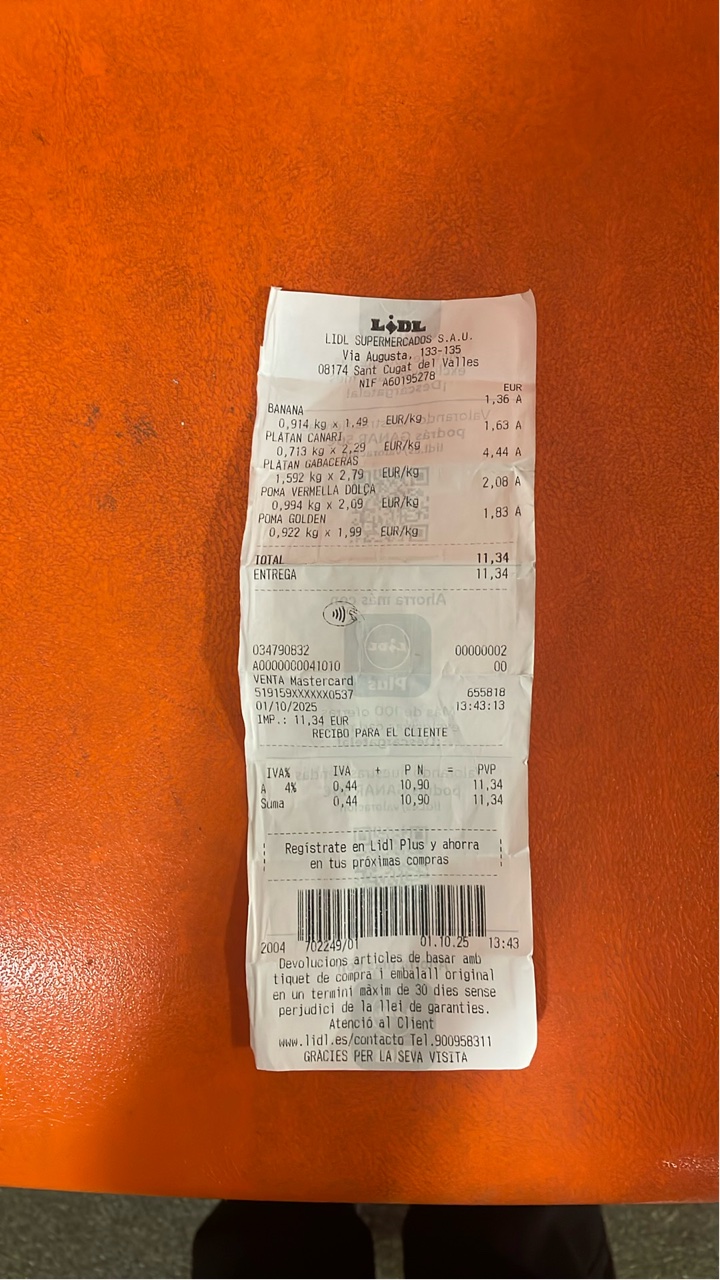 LiDL
LIDL SUPERMERCADOS S.A.U.
Via Augusta, 133-135
08174 Sant Cugat del Valles
NIF A60195278
EUR
BANANA 1,36 A
0,914 kg x 1,49 EUR/kg
PLÀTAN CANARI 1,63 A
0,713 kg x 2,29 EUR/kg
PLÀTAN GABACERAS 4,44 A
1,592 kg x 2,79 EUR/kg
POMA VERMELLA DOLÇA 2,08 A
0,994 kg x 2,09 EUR/kg
POMA GOLDEN 1,83 A
0,922 kg x 1,99 EUR/kg
TOTAL 11,34
ENTREGA 11,34
034790832 00000002
A0000000041010 00
VENTA Mastercard
519159XXXXXX0537 655818
01/10/2025 13:43:13
IMP.: 11,34 EUR
RECIBO PARA EL CLIENTE
IVA% IVA + P N = PVP
A 4% 0,44 10,90 11,34
Suma 0,44 10,90 11,34
Regístrate en Lidl Plus y ahorra
en tus próximas compras
2004 702249/01 01.10.25 13:43
Devolucions articles de basar amb
tiquet de compra i embalall original
en un termini màxim de 30 dies sense
perjudici de la llei de garanties.
Atenció al Client
www.lidl.es/contacto Tel.900958311
GRÀCIES PER LA SEVA VISITA